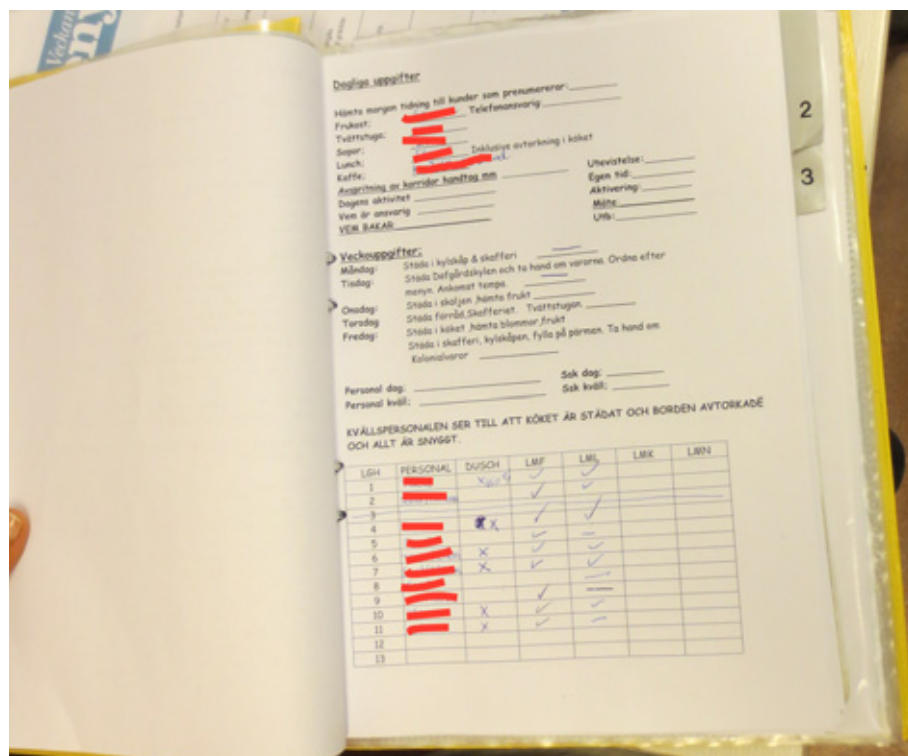 Veckans
2
3
Dagliga uppgifter
Hämta morgon tidning till kunder som prenumererar:
Frukost: Telefonansvarig
Tvättstuga:
Sopor:
Lunch: Inklusive avtorkning i köket
Kaffe:
Avspritning av korridor handtag mm Utevistelse:
Dagens aktivitet Egen tid:
Vem är ansvarig Aktivering:
VEM BAKAR Möte:
Utb:
Veckouppgifter:
Måndag: Städa i kylskåp & skafferi
Tisdag: Städa Dafgårdskylen och ta hand om varorna. Ordna efter
menyn. Ankomst tempa.
Onsdag: Städa i sköljen ,hämta frukt
Torsdag Städa förråd,Skafferiet. Tvättstugan.
Fredag: Städa i köket ,hämta blommor,frukt
Städa i skafferi, kylskåpen, fylla på pärmen. Ta hand om
Kolonialvaror
Personal dag: Ssk dag:
Personal kväll: Ssk kväll:
KVÄLLSPERSONALEN SER TILL ATT KÖKET ÄR STÄDAT OCH BORDEN AVTORKADE
OCH ALLT ÄR SNYGGT.
LGH PERSONAL DUSCH LMF LML LMK LMN
1 X
2
3
4 X
5
6 X
7 X
8
9
10 X
11 X
12
13